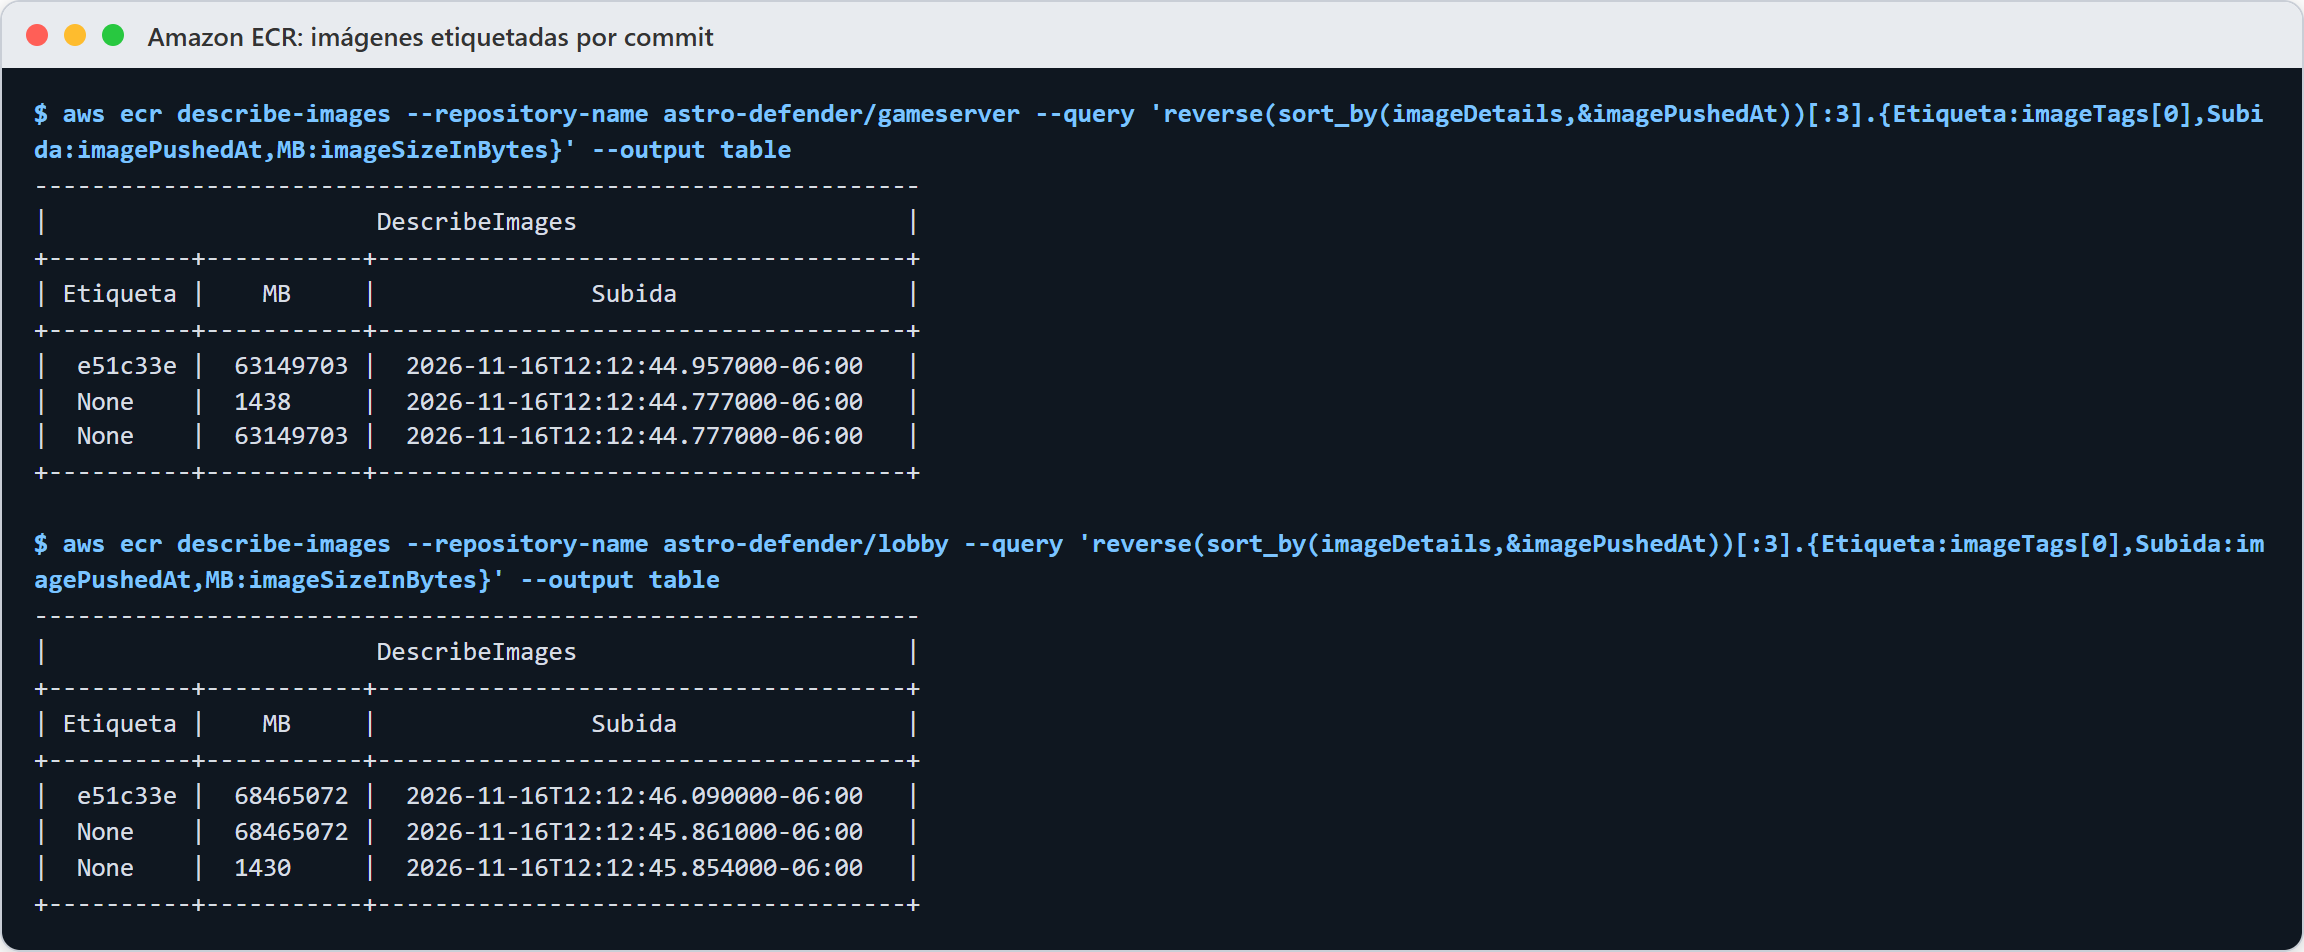 Amazon ECR: imágenes etiquetadas por commit
$ aws ecr describe-images --repository-name astro-defender/gameserver --query 'reverse(sort_by(imageDetails,&imagePushedAt))[:3].{Etiqueta:imageTags[0],Subi
da:imagePushedAt,MB:imageSizeInBytes}' --output table
--------------------------------------------------------------
|                       DescribeImages                       |
+----------+-----------+-------------------------------------+
| Etiqueta |    MB     |               Subida                |
+----------+-----------+-------------------------------------+
|  e51c33e |  63149703 |  2026-11-16T12:12:44.957000-06:00   |
|  None    |  1438     |  2026-11-16T12:12:44.777000-06:00   |
|  None    |  63149703 |  2026-11-16T12:12:44.777000-06:00   |
+----------+-----------+-------------------------------------+
$ aws ecr describe-images --repository-name astro-defender/lobby --query 'reverse(sort_by(imageDetails,&imagePushedAt))[:3].{Etiqueta:imageTags[0],Subida:im
agePushedAt,MB:imageSizeInBytes}' --output table
--------------------------------------------------------------
|                       DescribeImages                       |
+----------+-----------+-------------------------------------+
| Etiqueta |    MB     |               Subida                |
+----------+-----------+-------------------------------------+
|  e51c33e |  68465072 |  2026-11-16T12:12:46.090000-06:00   |
|  None    |  68465072 |  2026-11-16T12:12:45.861000-06:00   |
|  None    |  1430     |  2026-11-16T12:12:45.854000-06:00   |
+----------+-----------+-------------------------------------+